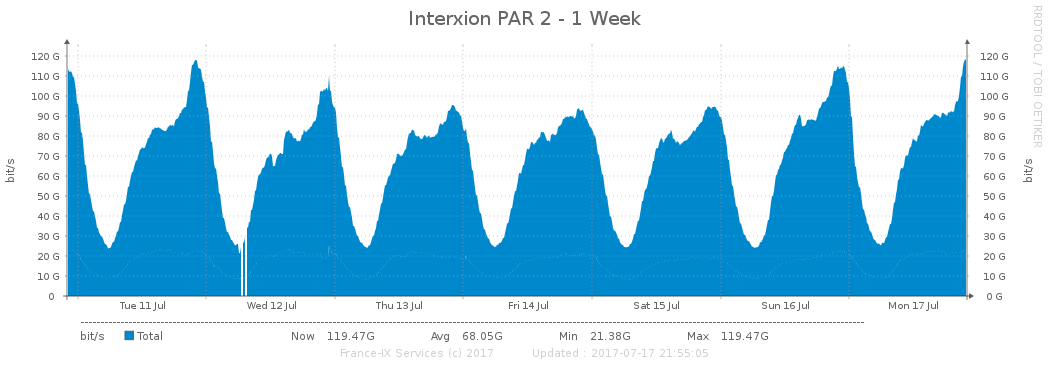 Interxion PAR 2 - 1 Week
RRDTOOL / TOBI OETIKER
bit/s
120 G 120 G
110 G 110 G
100 G 100 G
90 G 90 G
80 G 80 G
70 G 70 G
60 G 60 G
50 G 50 G
40 G 40 G
30 G 30 G
20 G 20 G
10 G 10 G
0 0 G
bit/s
Tue 11 Jul Wed 12 Jul Thu 13 Jul Fri 14 Jul Sat 15 Jul Sun 16 Jul Mon 17 Jul
bit/s Total Now 119.47G Avg 68.05G Min 21.38G Max 119.47G
France-IX Services (c) 2017 Updated : 2017-07-17 21:55:05